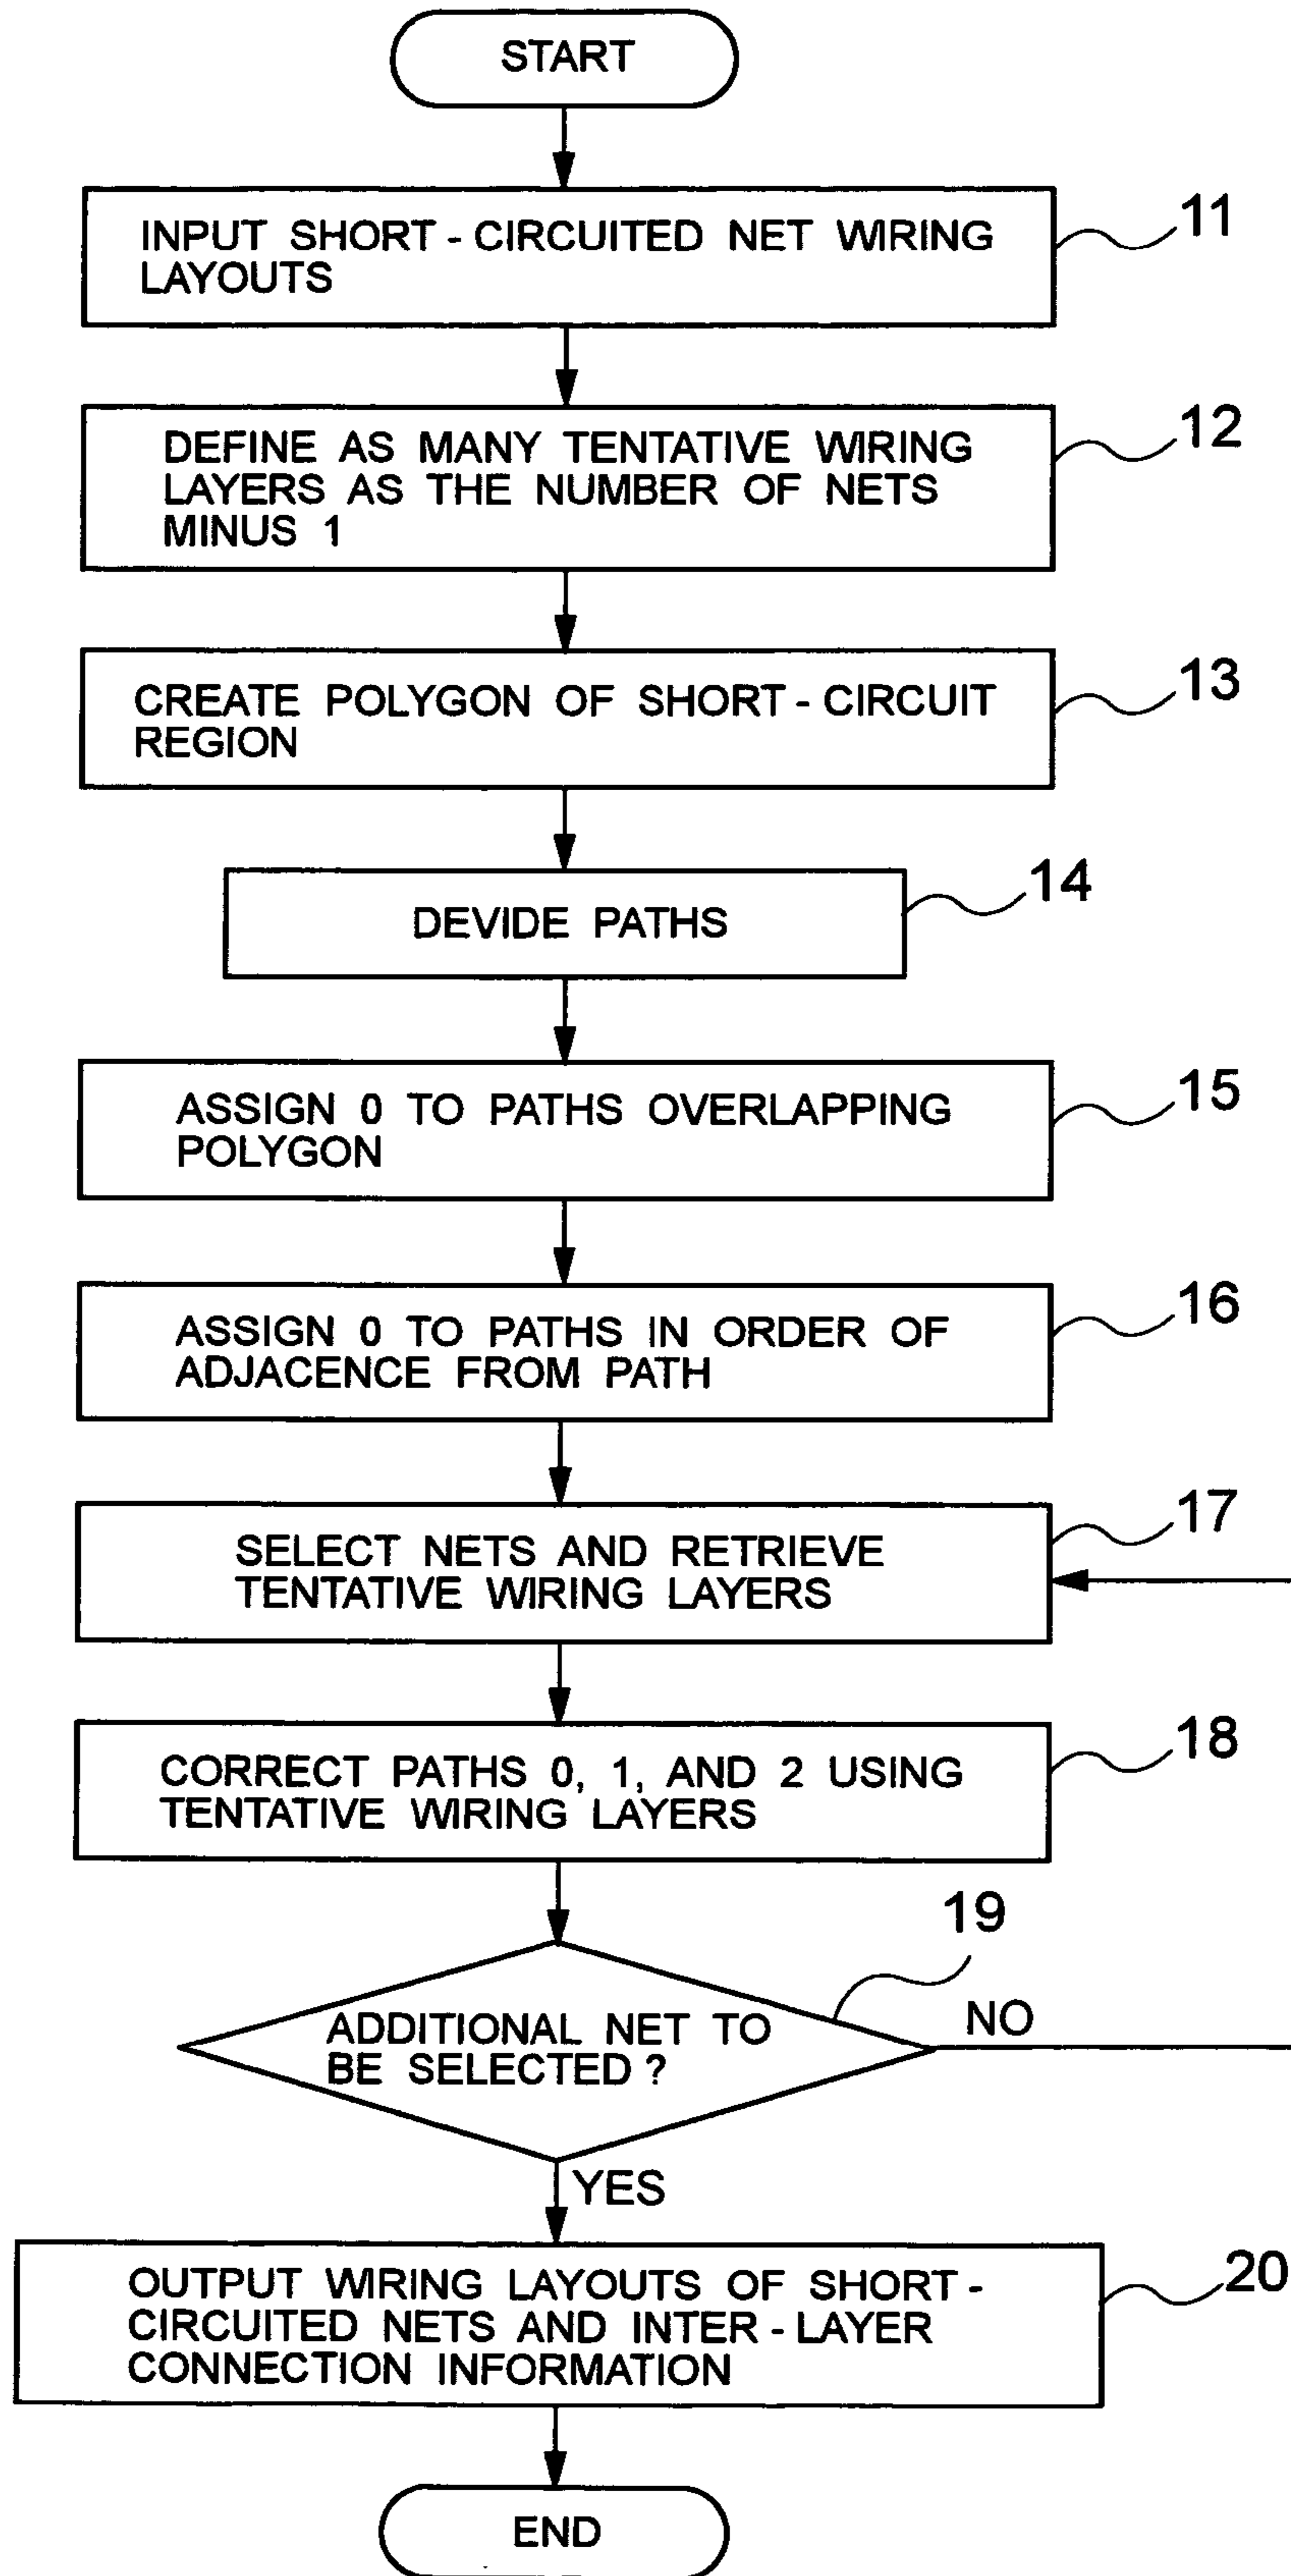 START
INPUT SHORT-CIRCUITED NET WIRING
LAYOUTS
11
DEFINE AS MANY TENTATIVE WIRING
LAYERS AS THE NUMBER OF NETS
MINUS 1
12
CREATE POLYGON OF SHORT-CIRCUIT
REGION
13
DEVIDE PATHS
14
ASSIGN 0 TO PATHS OVERLAPPING
POLYGON
15
ASSIGN 0 TO PATHS IN ORDER OF
ADJACENCE FROM PATH
16
SELECT NETS AND RETRIEVE
TENTATIVE WIRING LAYERS
17
CORRECT PATHS 0, 1, AND 2 USING
TENTATIVE WIRING LAYERS
18
ADDITIONAL NET TO
BE SELECTED?
19
NO
YES
OUTPUT WIRING LAYOUTS OF SHORT-
CIRCUITED NETS AND INTER-LAYER
CONNECTION INFORMATION
20
END